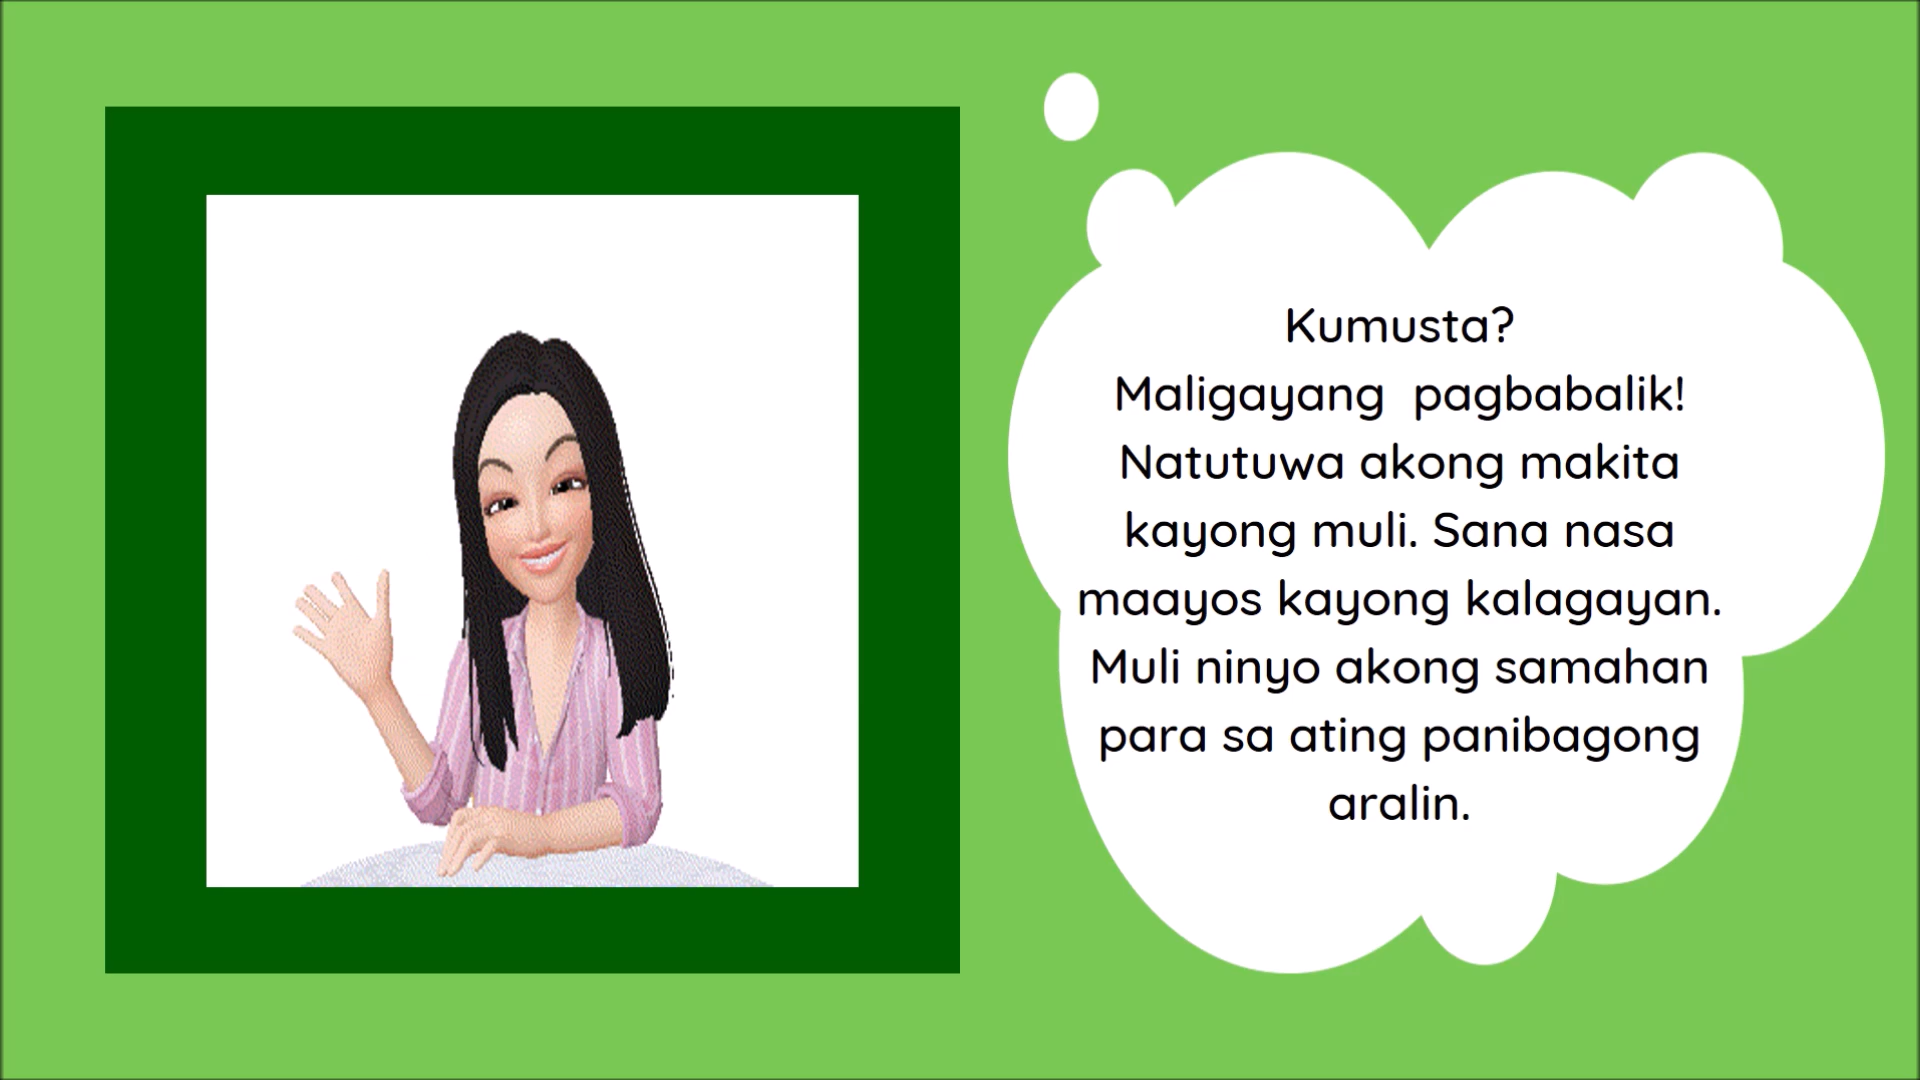 Kumusta?
Maligayang  pagbabalik!
Natutuwa akong makita
kayong muli. Sana nasa
maayos kayong kalagayan.
Muli ninyo akong samahan
para sa ating panibagong
aralin.